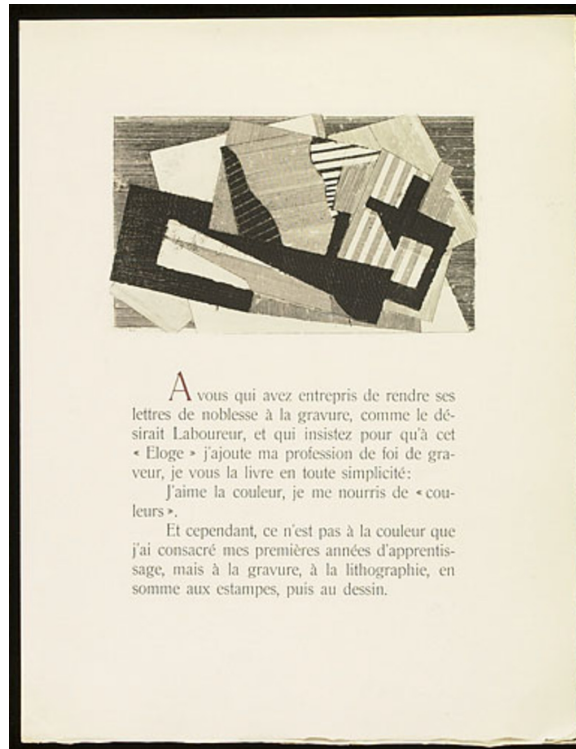 A vous qui avez entrepris de rendre ses
lettres de noblesse à la gravure, comme le dé-
sirait Laboureur, et qui insistez pour qu'à cet
« Eloge » j'ajoute ma profession de foi de gra-
veur, je vous la livre en toute simplicité:
J'aime la couleur, je me nourris de « cou-
leurs ».
Et cependant, ce n'est pas à la couleur que
j'ai consacré mes premières années d'apprentis-
sage, mais à la gravure, à la lithographie, en
somme aux estampes, puis au dessin.